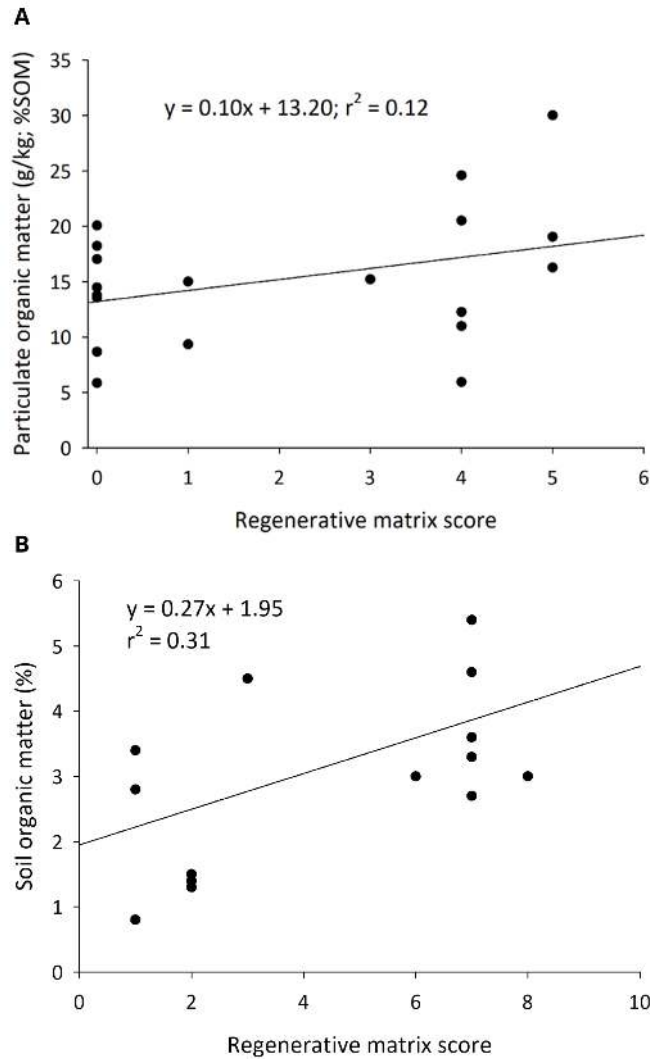 A
Particulate organic matter (g/kg; %SOM)
35
30
25
20
15
10
5
0
y = 0.10x + 13.20; r² = 0.12
0 1 2 3 4 5 6
Regenerative matrix score
B
Soil organic matter (%)
6
5
4
3
2
1
0
y = 0.27x + 1.95
r² = 0.31
0 2 4 6 8 10
Regenerative matrix score